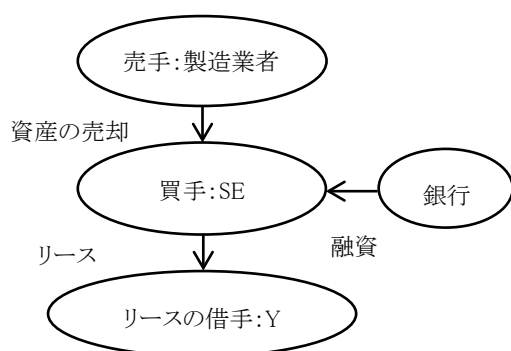 売手:製造業者
資産の売却
買手:SE
銀行
リース
融資
リースの借手:Y